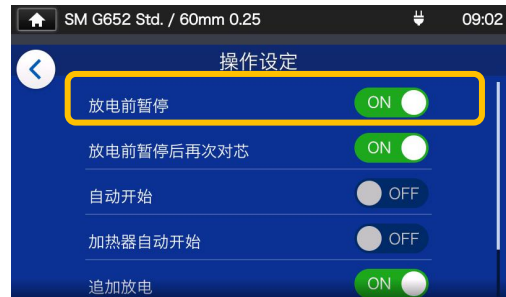 SM G652 Std. / 60mm 0.25 09:02
操作设定
放电前暂停 ON
放电前暂停后再次对芯 ON
自动开始 OFF
加热器自动开始 OFF
追加放电 ON